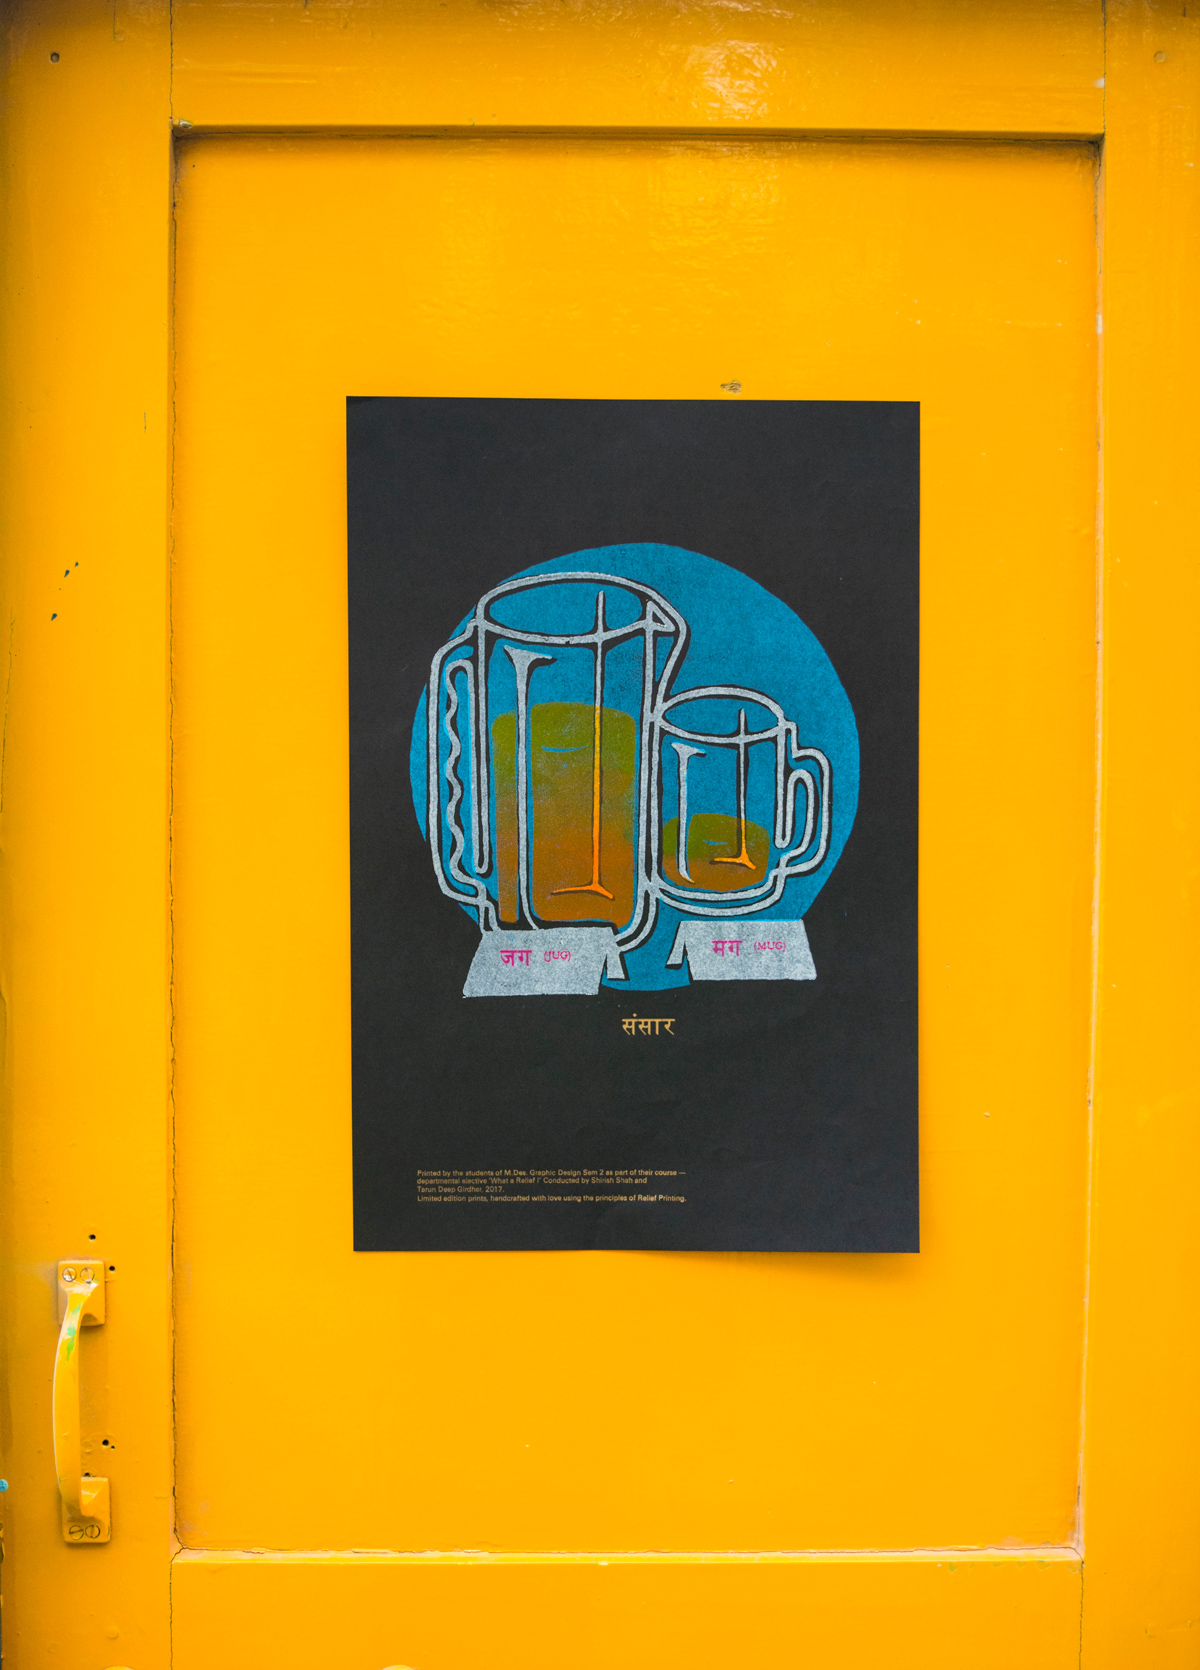 जग (JUG)
मग (MUG)
संसार
Printed by the students of M.Des. Graphic Design Sem 2 as part of their course —
departmental elective 'What a Relief !' Conducted by Shirish Shah and
Tarun Deep Girdher, 2017.
Limited edition prints, handcrafted with love using the principles of Relief Printing.